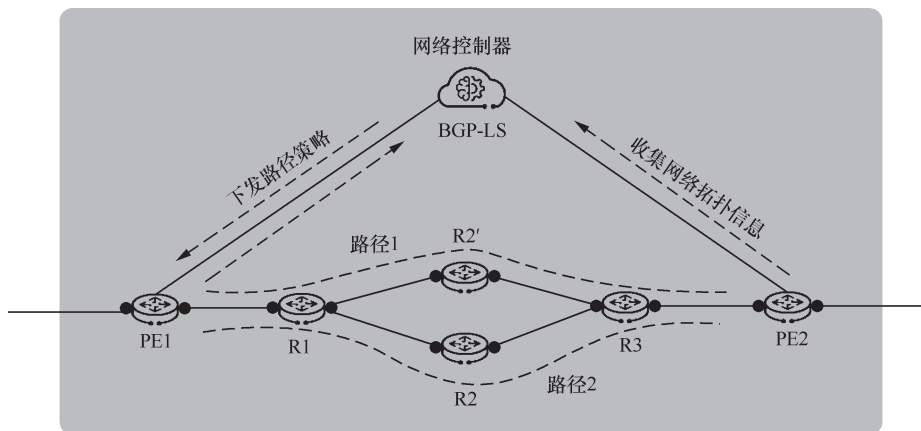 网络控制器
BGP-LS
下发路径策略
收集网络拓扑信息
路径1
R2′
PE1
R1
R3
PE2
R2
路径2